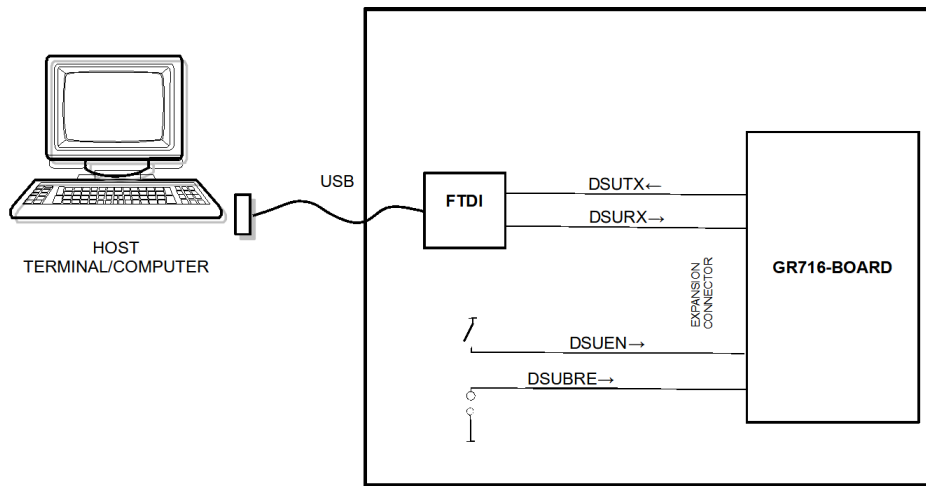 USB
FTDI
DSUTX←
DSURX→
HOST
TERMINAL/COMPUTER
EXPANSION
CONNECTOR
GR716-BOARD
DSUEN→
DSUBRE→